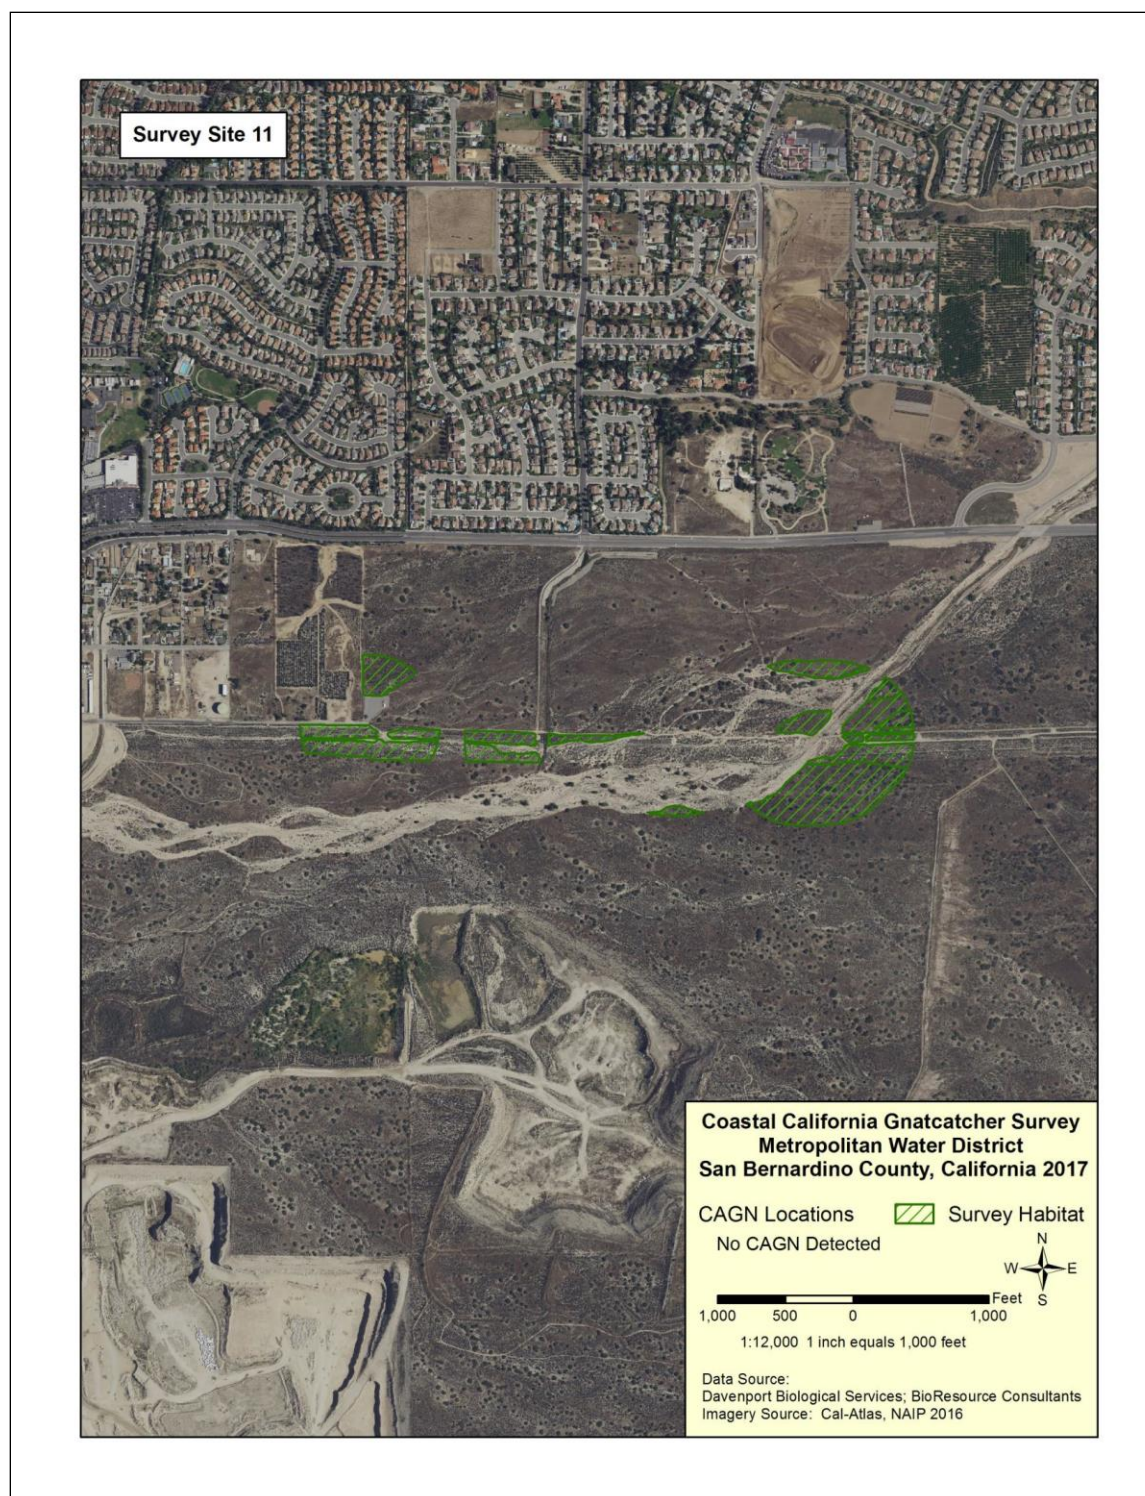 Survey Site 11
Coastal California Gnatcatcher Survey
Metropolitan Water District
San Bernardino County, California 2017
CAGN Locations
Survey Habitat
No CAGN Detected
N
W
E
S
Feet
1,000
500
0
1,000
1:12,000 1 inch equals 1,000 feet
Data Source:
Davenport Biological Services; BioResource Consultants
Imagery Source: Cal-Atlas, NAIP 2016